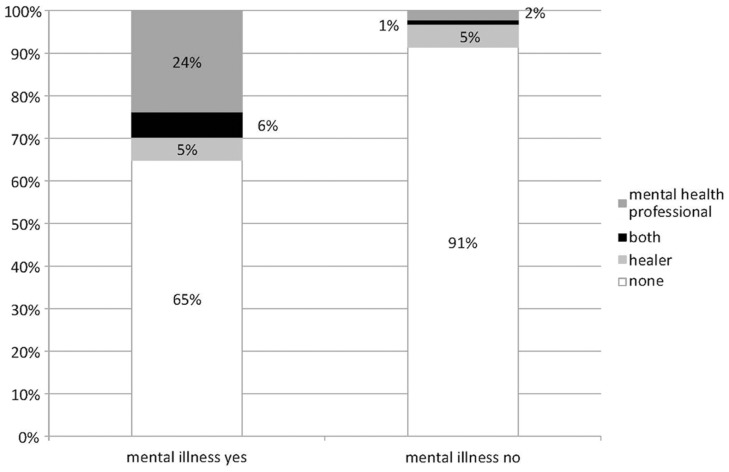 100%
90%
80%
70%
60%
50%
40%
30%
20%
10%
0%
24%
6%
5%
65%
mental illness yes
2%
1%
5%
91%
mental illness no
mental health
professional
both
healer
none